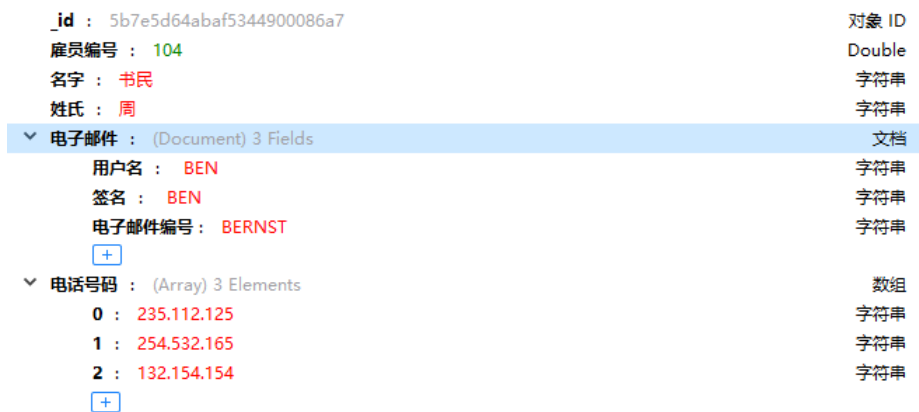 _id : 5b7e5d64abaf5344900086a7 对象 ID
雇员编号 : 104 Double
名字 : 书民 字符串
姓氏 : 周 字符串
电子邮件 : (Document) 3 Fields 文档
用户名 : BEN 字符串
签名 : BEN 字符串
电子邮件编号 : BERNST 字符串
+
电话号码 : (Array) 3 Elements 数组
0 : 235.112.125 字符串
1 : 254.532.165 字符串
2 : 132.154.154 字符串
+